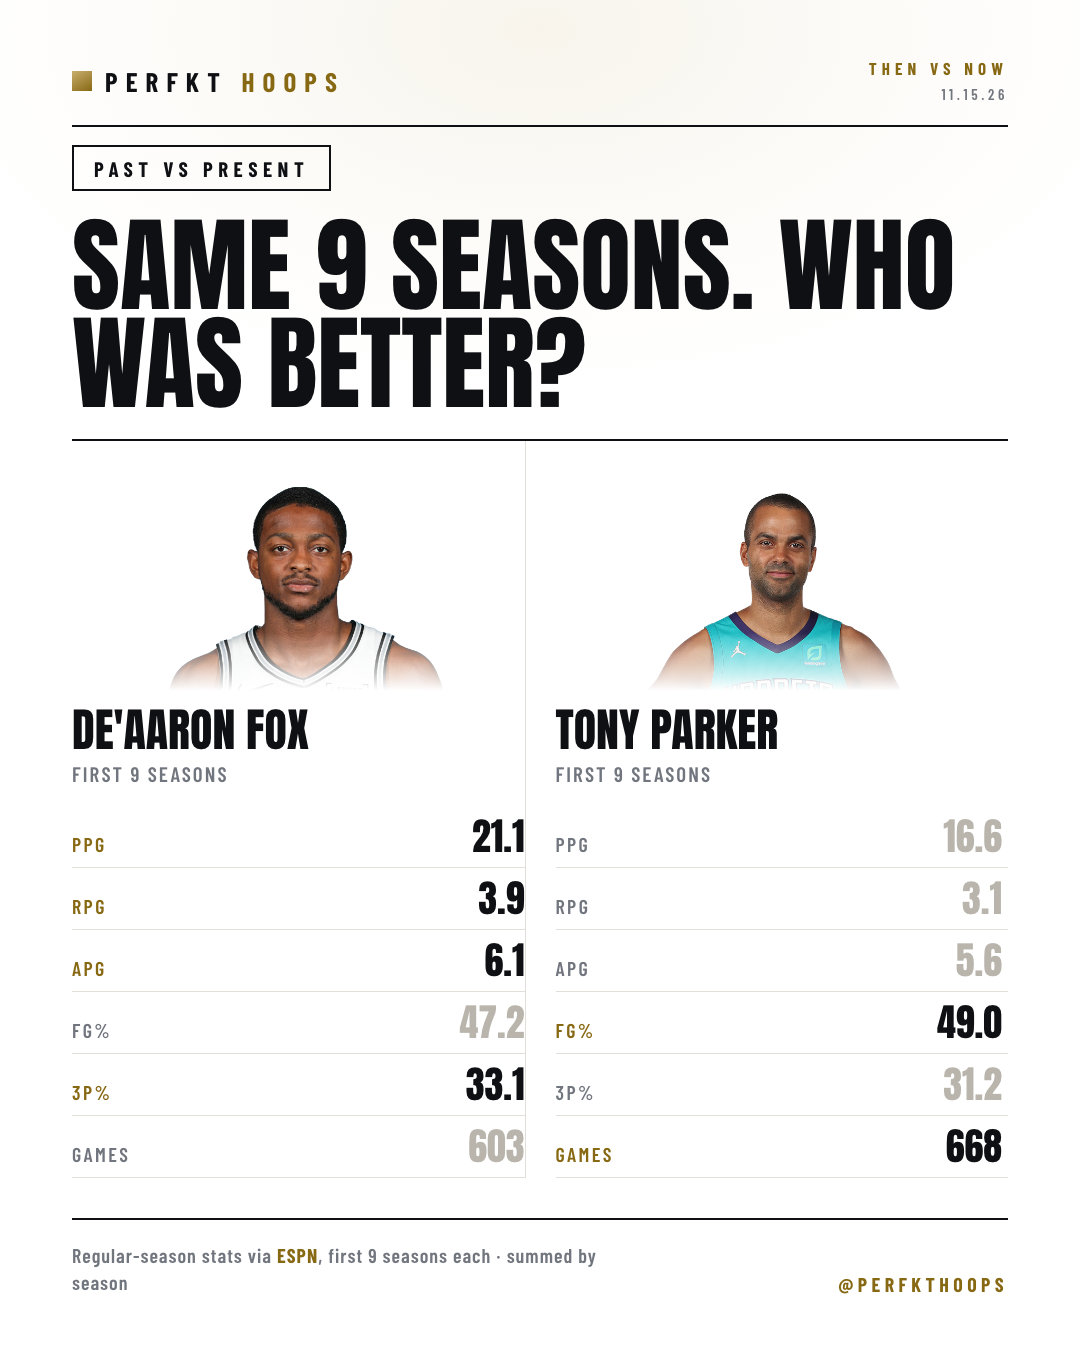 PERFKT HOOPS
THEN VS NOW
11.15.26
PAST VS PRESENT
SAME 9 SEASONS. WHO
WAS BETTER?
DE'AARON FOX
FIRST 9 SEASONS
PPG 21.1
RPG 3.9
APG 6.1
FG% 47.2
3P% 33.1
GAMES 603
TONY PARKER
FIRST 9 SEASONS
PPG 16.6
RPG 3.1
APG 5.6
FG% 49.0
3P% 31.2
GAMES 668
Regular-season stats via ESPN, first 9 seasons each · summed by
season
@PERFKTHOOPS